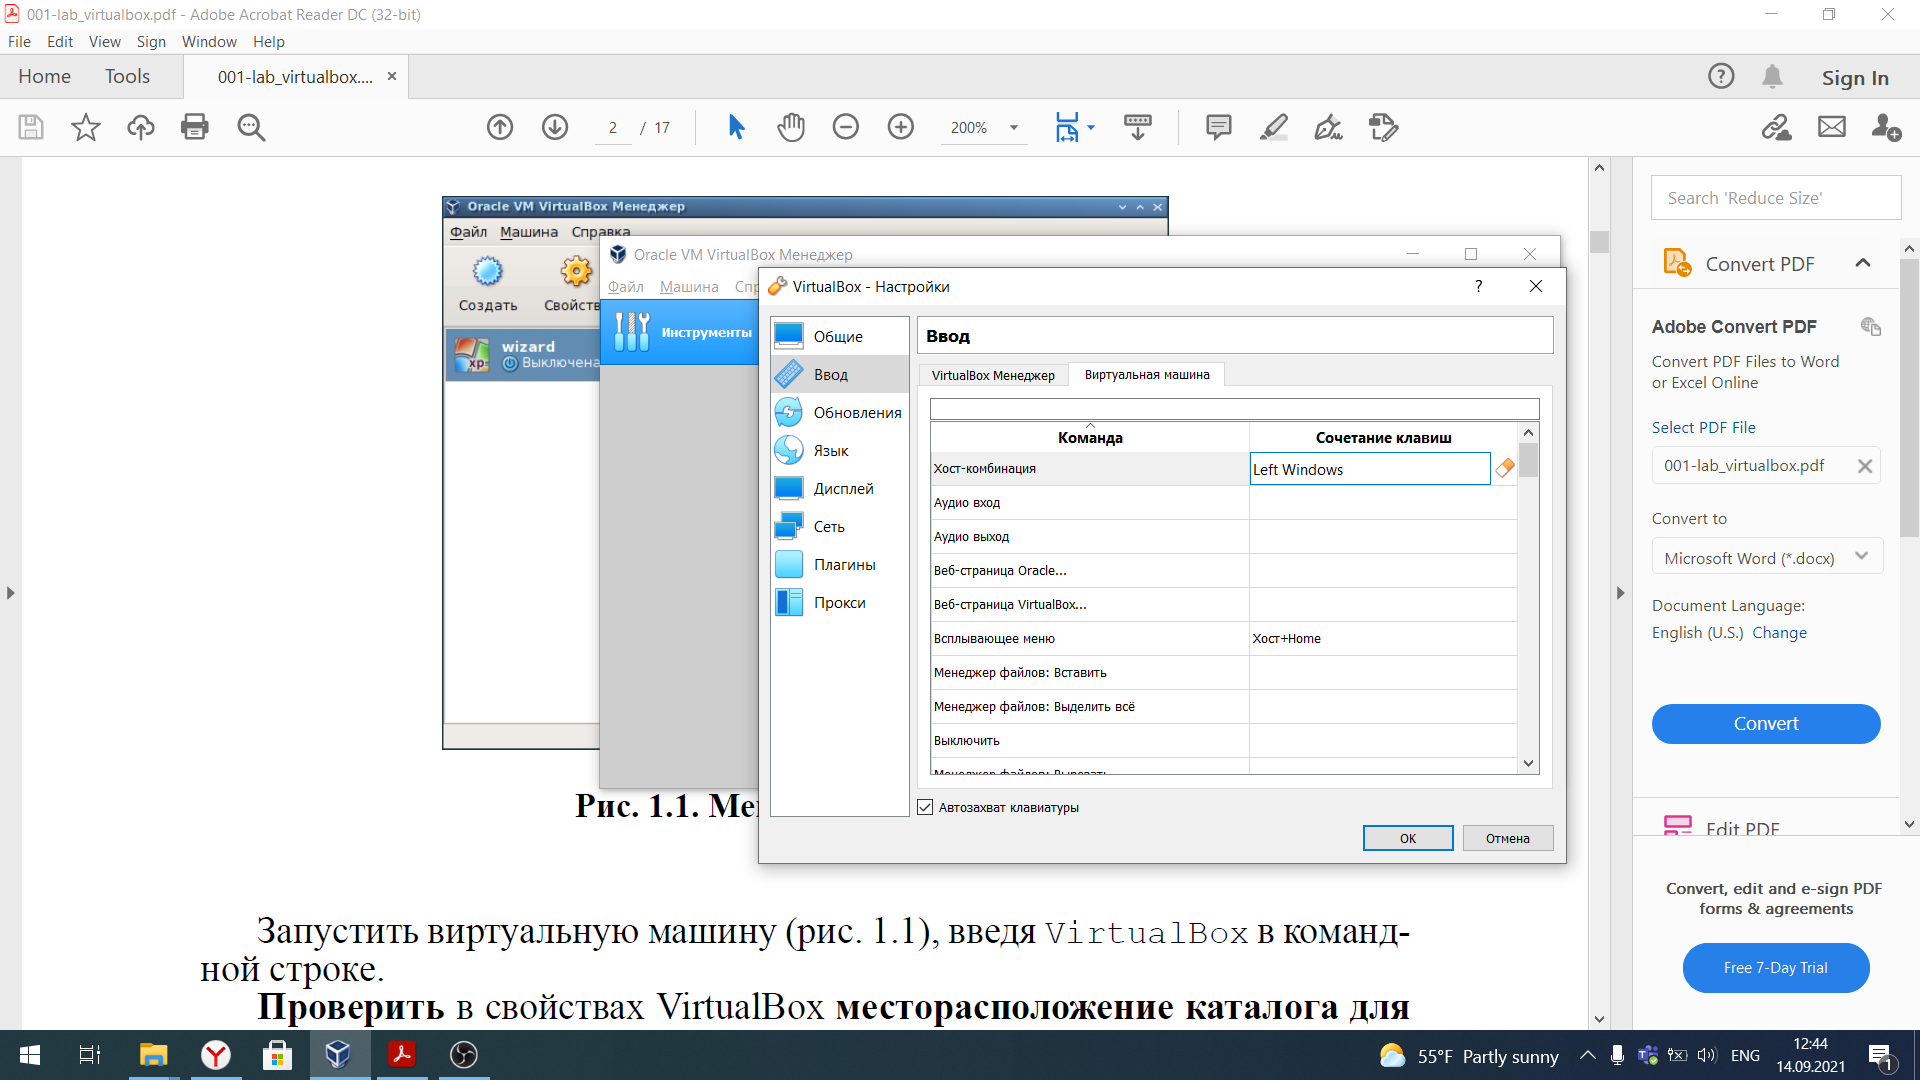 001-lab_virtualbox.pdf - Adobe Acrobat Reader DC (32-bit)
File Edit View Sign Window Help
Home Tools 001-lab_virtualbox.... Sign In
2 / 17 200%
Oracle VM VirtualBox Менеджер
Файл Машина Справка
Создать
wizard
Выключена
Oracle VM VirtualBox Менеджер
Файл Машина
Инструменты
VirtualBox - Настройки
Общие
Ввод
Обновления
Язык
Дисплей
Сеть
Плагины
Прокси
Ввод
VirtualBox Менеджер Виртуальная машина
Команда Сочетание клавиш
Хост-комбинация Left Windows
Аудио вход
Аудио выход
Веб-страница Oracle...
Веб-страница VirtualBox...
Всплывающее меню Хост+Home
Менеджер файлов: Вставить
Менеджер файлов: Выделить всё
Выключить
Менеджер файлов: Вырезать
Автозахват клавиатуры
OK Отмена
Рис. 1.1.
Запустить виртуальную машину (рис. 1.1), введя VirtualBox в команд-
ной строке.
Проверить в свойствах VirtualBox месторасположение каталога для
Search 'Reduce Size'
Convert PDF
Adobe Convert PDF
Convert PDF Files to Word
or Excel Online
Select PDF File
001-lab_virtualbox.pdf
Convert to
Microsoft Word (*.docx)
Document Language:
English (U.S.) Change
Convert
Edit PDF
Convert, edit and e-sign PDF
forms & agreements
Free 7-Day Trial
55°F Partly sunny ENG 12:44
14.09.2021
1